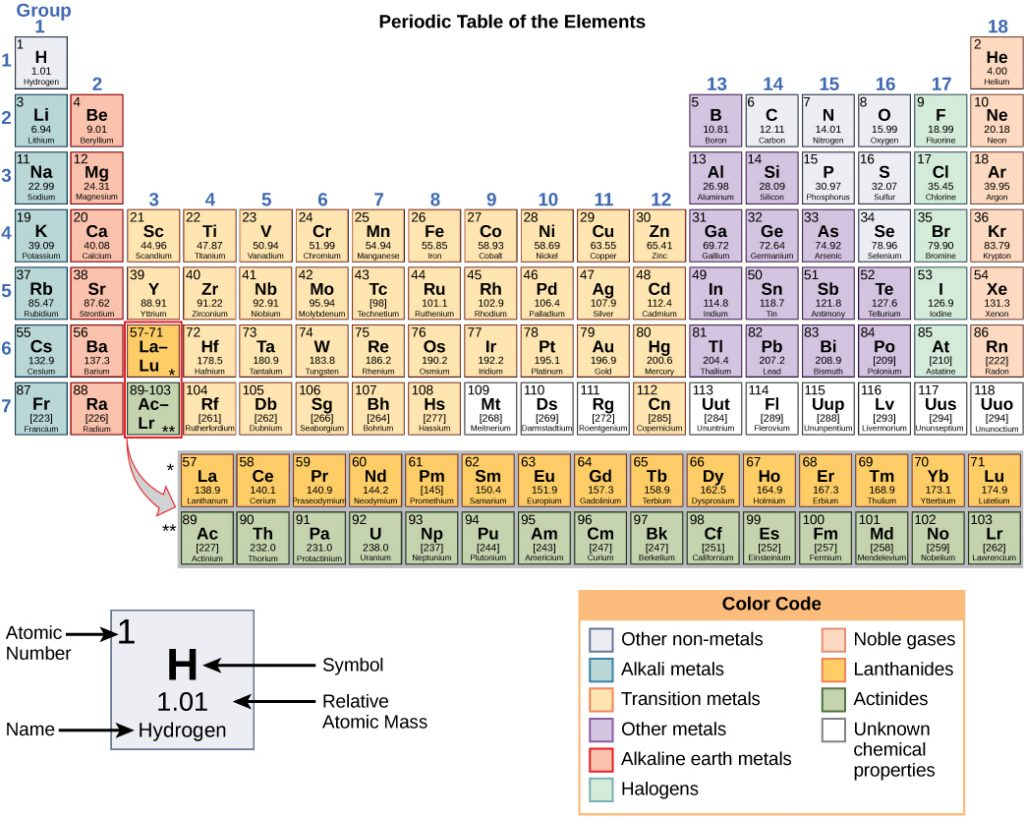 Periodic Table of the Elements
Group
1 18
1
1 2
H He
1.01 4.00
Hydrogen Helium
2 13 14 15 16 17
2
3 4 5 6 7 8 9 10
Li Be B C N O F Ne
6.94 9.01 10.81 12.11 14.01 15.99 18.99 20.18
Lithium Beryllium Boron Carbon Nitrogen Oxygen Fluorine Neon
3
11 12 13 14 15 16 17 18
Na Mg Al Si P S Cl Ar
22.99 24.31 26.98 28.09 30.97 32.07 35.45 39.95
Sodium Magnesium Aluminum Silicon Phosphorus Sulfur Chlorine Argon
3 4 5 6 7 8 9 10 11 12
4
19 20 21 22 23 24 25 26 27 28 29 30 31 32 33 34 35 36
K Ca Sc Ti V Cr Mn Fe Co Ni Cu Zn Ga Ge As Se Br Kr
39.09 40.08 44.96 47.87 50.94 51.99 54.94 55.85 58.93 58.69 63.55 65.41 69.72 72.64 74.92 78.96 79.90 83.79
Potassium Calcium Scandium Titanium Vanadium Chromium Manganese Iron Cobalt Nickel Copper Zinc Gallium Germanium Arsenic Selenium Bromine Krypton
5
37 38 39 40 41 42 43 44 45 46 47 48 49 50 51 52 53 54
Rb Sr Y Zr Nb Mo Tc Ru Rh Pd Ag Cd In Sn Sb Te I Xe
85.47 87.62 88.91 91.22 92.91 95.94 [98] 101.1 102.9 106.4 107.9 112.4 114.8 118.7 121.8 127.6 126.9 131.3
Rubidium Strontium Yttrium Zirconium Niobium Molybdenum Technetium Ruthenium Rhodium Palladium Silver Cadmium Indium Tin Antimony Tellurium Iodine Xenon
6
55 56 57-71 72 73 74 75 76 77 78 79 80 81 82 83 84 85 86
Cs Ba La– Lu * Hf Ta W Re Os Ir Pt Au Hg Tl Pb Bi Po At Rn
132.9 137.3 178.5 180.9 183.8 186.2 190.2 192.2 195.1 196.9 200.6 204.4 207.2 208.9 [209] [210] [222]
Cesium Barium Hafnium Tantalum Tungsten Rhenium Osmium Iridium Platinum Gold Mercury Thallium Lead Bismuth Polonium Astatine Radon
7
87 88 89-103 104 105 106 107 108 109 110 111 112 113 114 115 116 117 118
Fr Ra Ac– Lr ** Rf Db Sg Bh Hs Mt Ds Rg Cn Uut Fl Uup Lv Uus Uuo
[223] [226] [261] [262] [266] [264] [277] [268] [269] [272] [285] [284] [289] [288] [293] [294] [294]
Francium Radium Rutherfordium Dubnium Seaborgium Bohrium Hassium Meitnerium Darmstadtium Roentgenium Copernicium Ununtrium Flerovium Ununpentium Livermorium Ununseptium Ununoctium
*
57 58 59 60 61 62 63 64 65 66 67 68 69 70 71
La Ce Pr Nd Pm Sm Eu Gd Tb Dy Ho Er Tm Yb Lu
138.9 140.1 140.9 144.2 [145] 150.4 151.9 157.3 158.9 162.5 164.9 167.3 168.9 173.1 174.9
Lanthanum Cerium Praseodymium Neodymium Promethium Samarium Europium Gadolinium Terbium Dysprosium Holmium Erbium Thulium Ytterbium Lutetium
**
89 90 91 92 93 94 95 96 97 98 99 100 101 102 103
Ac Th Pa U Np Pu Am Cm Bk Cf Es Fm Md No Lr
[227] 232.0 231.0 238.0 [237] [244] [243] [247] [247] [251] [252] [257] [258] [259] [262]
Actinium Thorium Protactinium Uranium Neptunium Plutonium Americium Curium Berkelium Californium Einsteinium Fermium Mendelevium Nobelium Lawrencium
Atomic
Number
1
H
Symbol
1.01
Relative
Atomic Mass
Name
Hydrogen
Color Code
Other non-metals
Alkali metals
Transition metals
Other metals
Alkaline earth metals
Halogens
Noble gases
Lanthanides
Actinides
Unknown
chemical
properties